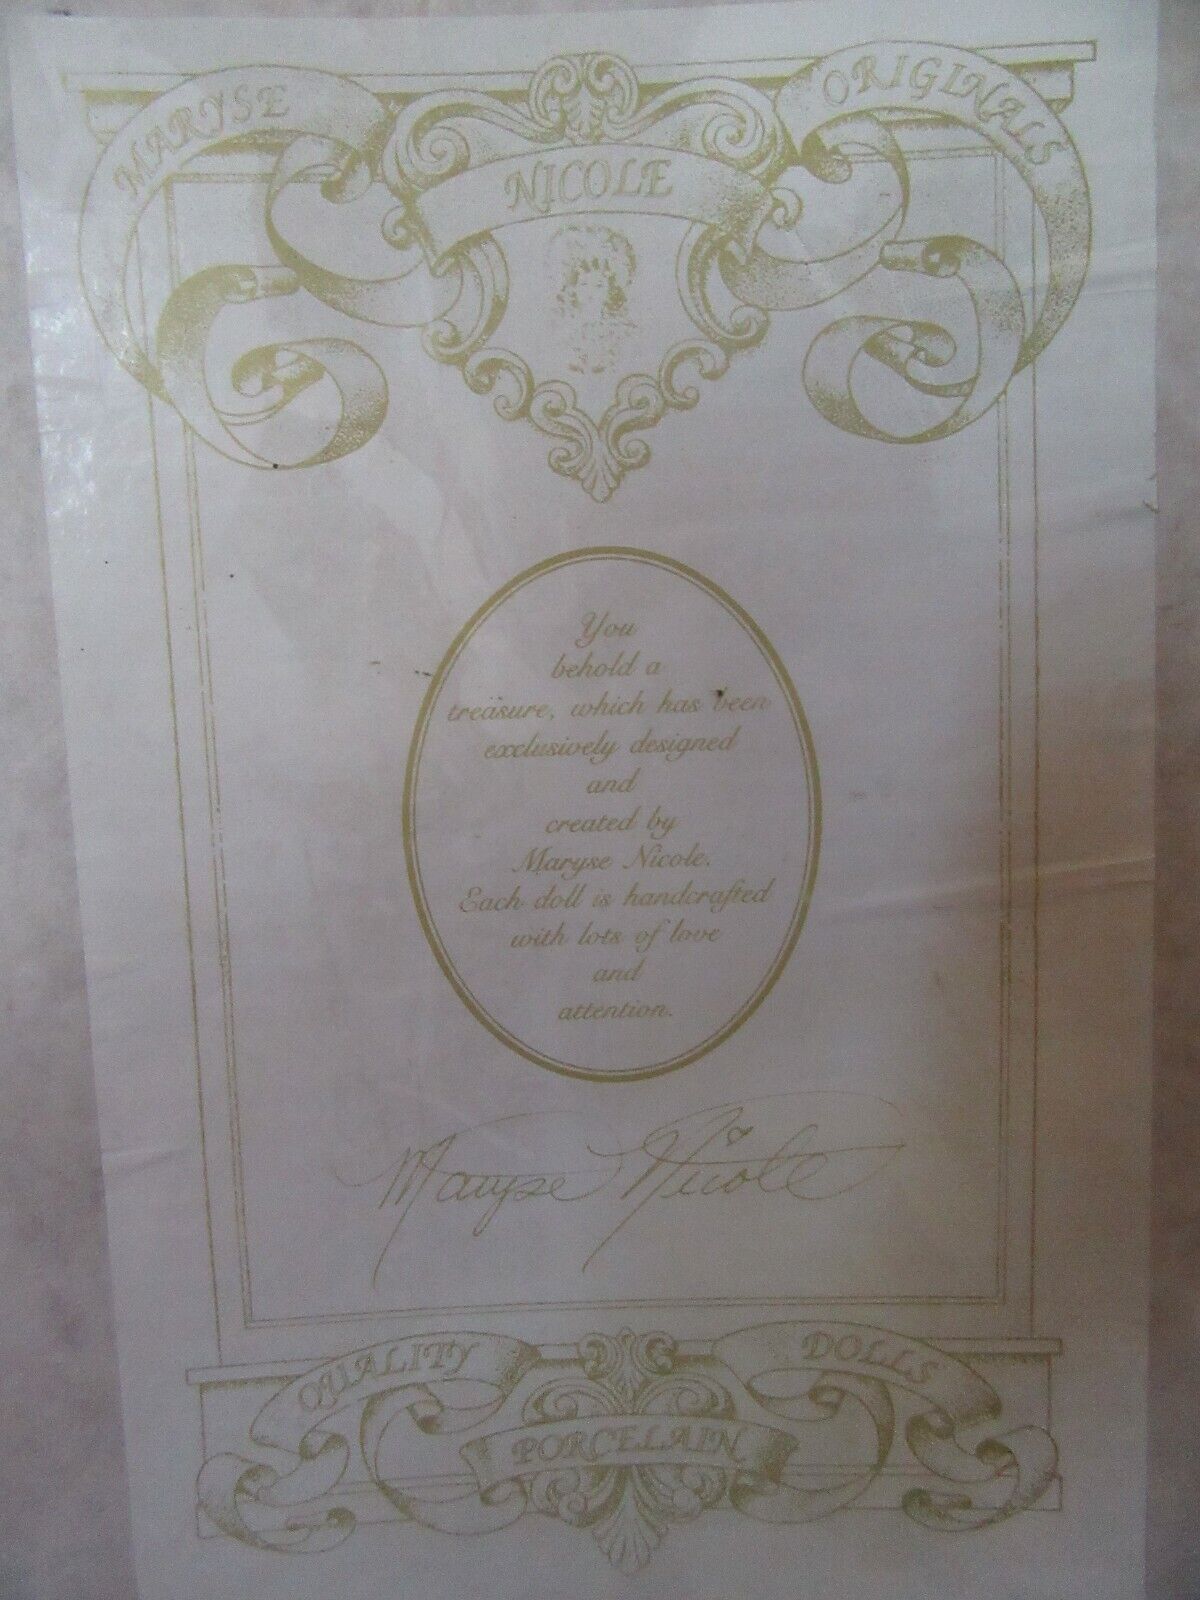 MARYSE
NICOLE
ORIGINALS
You
behold a
treasure, which has been
exclusively designed
and
created by
Maryse Nicole.
Each doll is handcrafted
with lots of love
and
attention.
Maryse Nicole
QUALITY
PORCELAIN
DOLLS